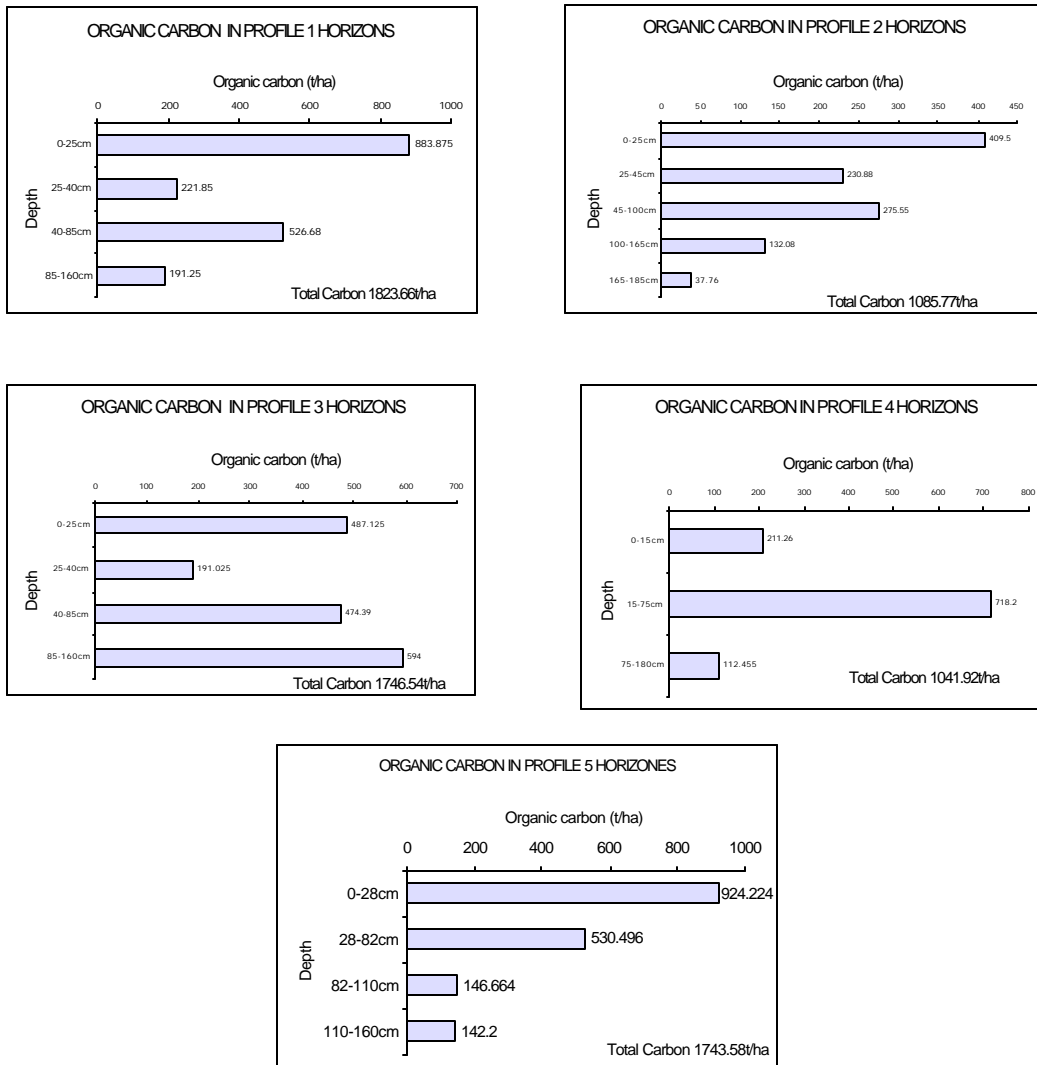 ORGANIC CARBON IN PROFILE 1 HORIZONS
Organic carbon (t/ha)
0 200 400 600 800 1000
Depth
0-25cm 883.875
25-40cm 221.85
40-85cm 526.68
85-160cm 191.25
Total Carbon 1823.66t/ha
ORGANIC CARBON IN PROFILE 2 HORIZONS
Organic carbon (t/ha)
0 50 100 150 200 250 300 350 400 450
Depth
0-25cm 409.5
25-45cm 230.88
45-100cm 275.55
100-165cm 132.08
165-185cm 37.76
Total Carbon 1085.77t/ha
ORGANIC CARBON IN PROFILE 3 HORIZONS
Organic carbon (t/ha)
0 100 200 300 400 500 600 700
Depth
0-25cm 487.125
25-40cm 191.025
40-85cm 474.39
85-160cm 594
Total Carbon 1746.54t/ha
ORGANIC CARBON IN PROFILE 4 HORIZONS
Organic carbon (t/ha)
0 100 200 300 400 500 600 700 800
Depth
0-15cm 211.26
15-75cm 718.2
75-180cm 112.455
Total Carbon 1041.92t/ha
ORGANIC CARBON IN PROFILE 5 HORIZONES
Organic carbon (t/ha)
0 200 400 600 800 1000
Depth
0-28cm 924.224
28-82cm 530.496
82-110cm 146.664
110-160cm 142.2
Total Carbon 1743.58t/ha